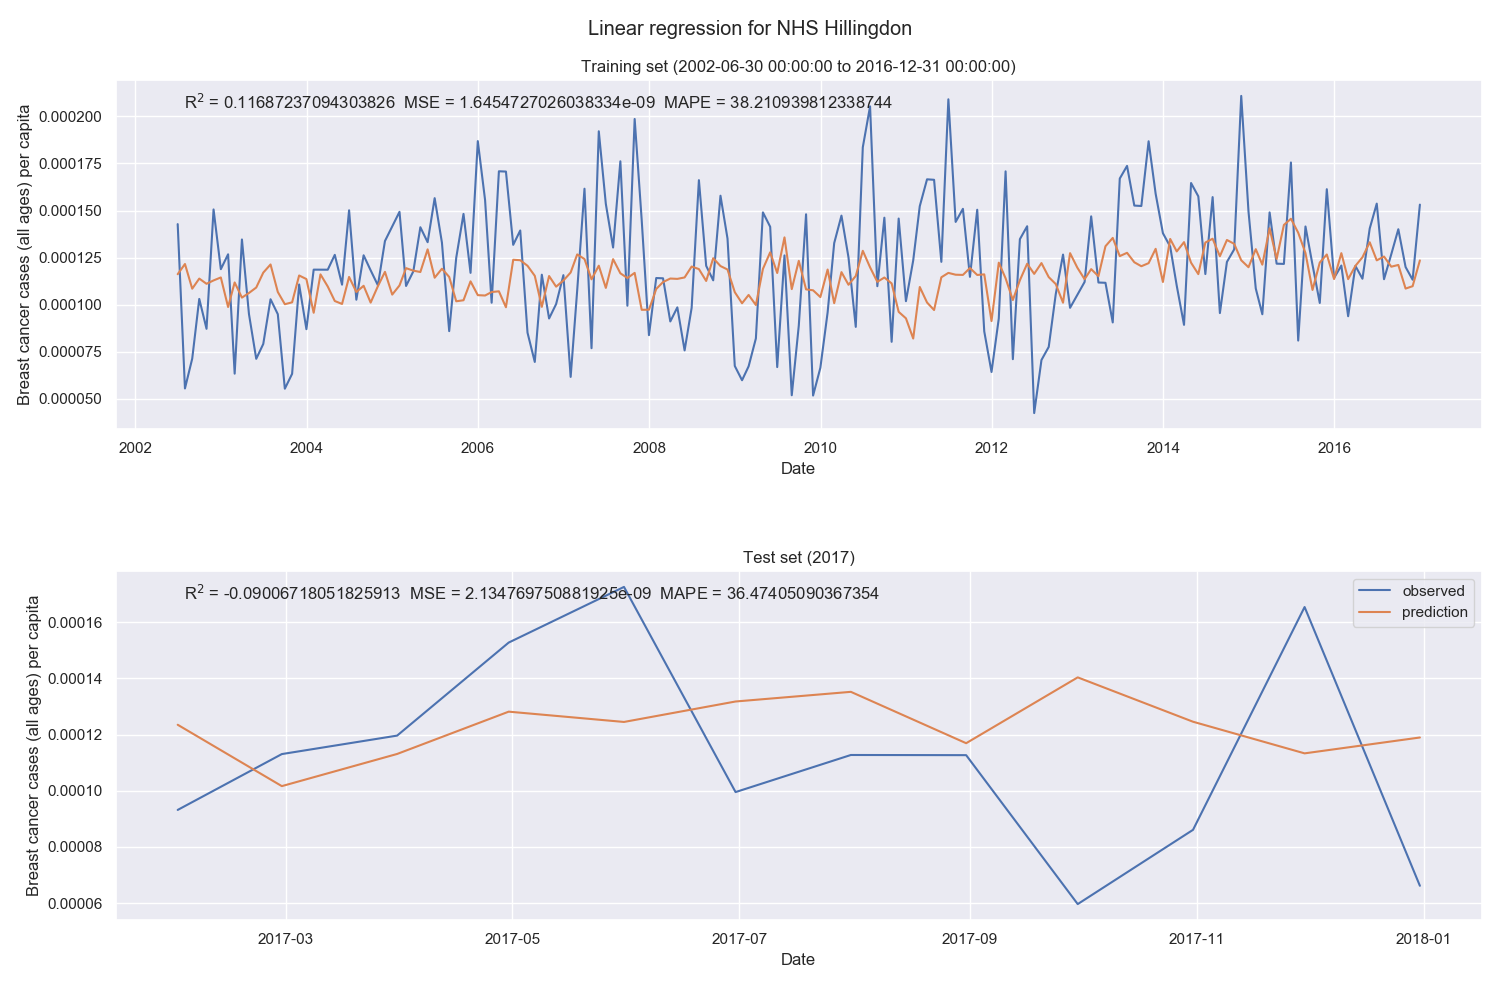 Linear regression for NHS Hillingdon
Training set (2002-06-30 00:00:00 to 2016-12-31 00:00:00)
R² = 0.11687237094303826 MSE = 1.6454727026038334e-09 MAPE = 38.210939812338744
Breast cancer cases (all ages) per capita
0.000200
0.000175
0.000150
0.000125
0.000100
0.000075
0.000050
2002 2004 2006 2008 2010 2012 2014 2016
Date
Test set (2017)
R² = -0.09006718051825913 MSE = 2.134769750881925e-09 MAPE = 36.47405090367354
observed
prediction
Breast cancer cases (all ages) per capita
0.00016
0.00014
0.00012
0.00010
0.00008
0.00006
2017-03 2017-05 2017-07 2017-09 2017-11 2018-01
Date